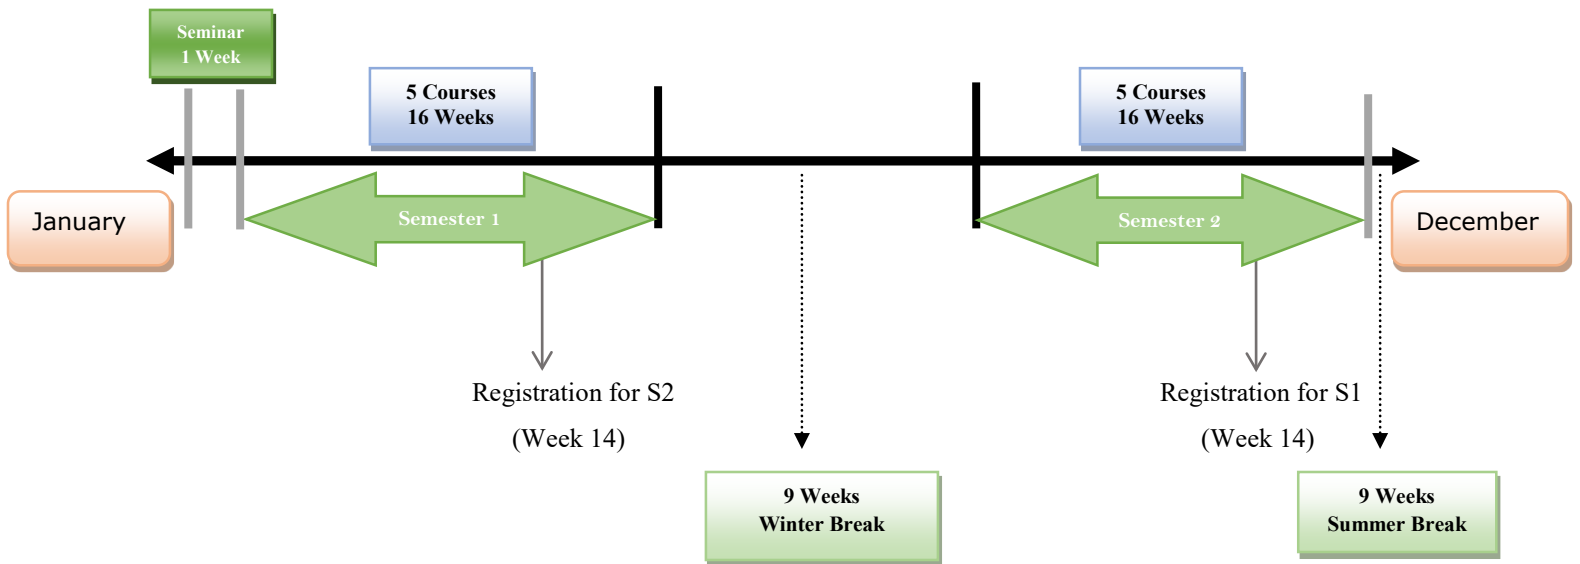 Seminar
1 Week
5 Courses
16 Weeks
5 Courses
16 Weeks
January
Semester 1
Semester 2
December
Registration for S2
(Week 14)
Registration for S1
(Week 14)
9 Weeks
Winter Break
9 Weeks
Summer Break